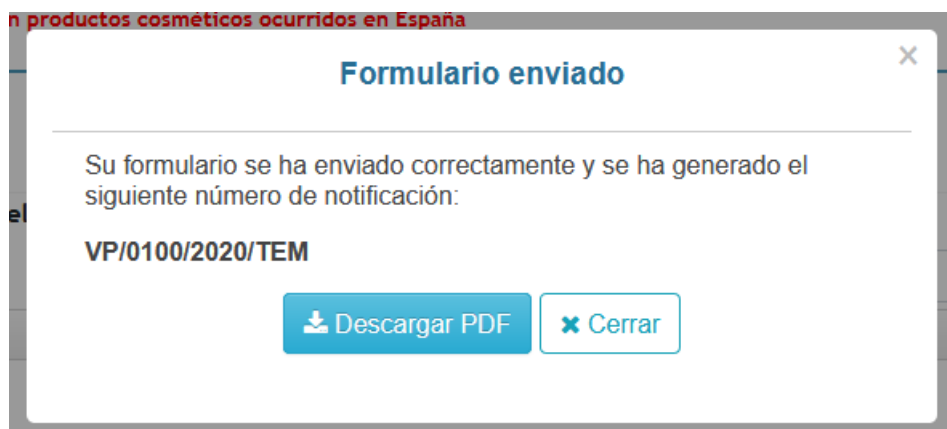 n productos cosméticos ocurridos en España
Formulario enviado
×
Su formulario se ha enviado correctamente y se ha generado el
siguiente número de notificación:
el
VP/0100/2020/TEM
Descargar PDF
Cerrar